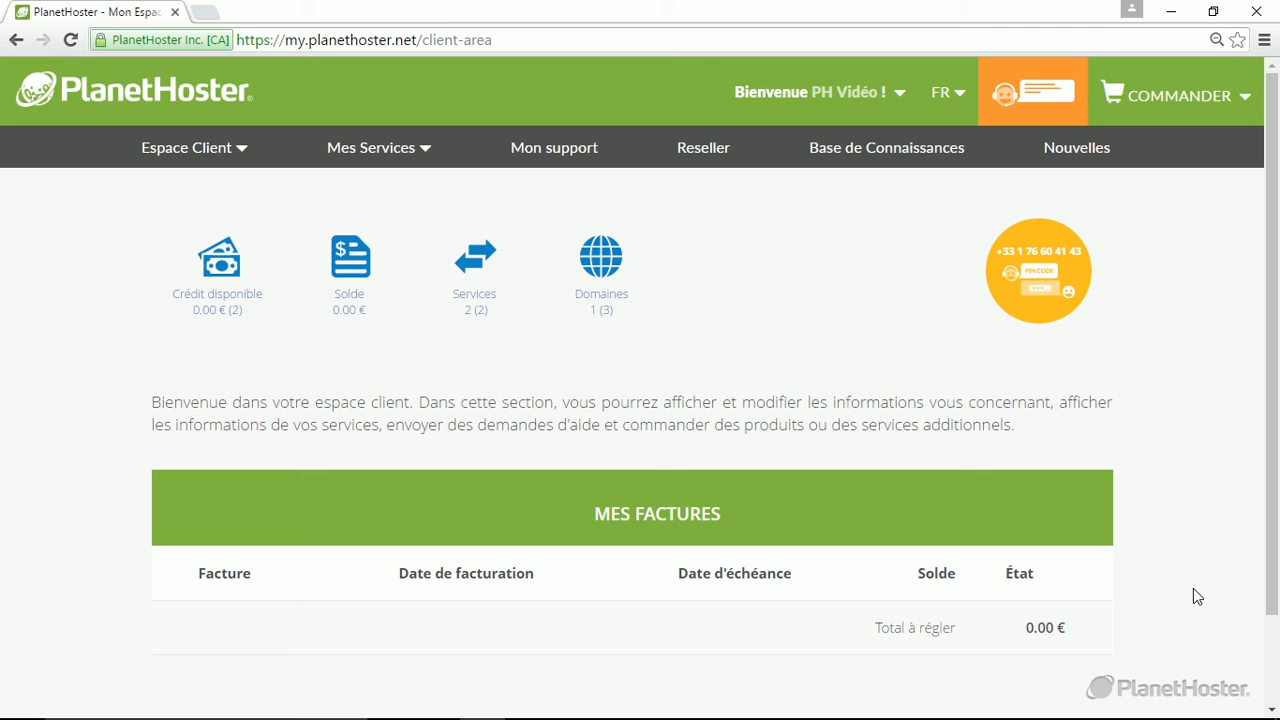 PlanetHoster - Mon Espac
PlanetHoster Inc. [CA] https://my.planethoster.net/client-area
PlanetHoster.
Bienvenue PH Vidéo !
FR
COMMANDER
Espace Client
Mes Services
Mon support
Reseller
Base de Connaissances
Nouvelles
Crédit disponible
0.00 € (2)
Solde
0.00 €
Services
2 (2)
Domaines
1 (3)
+33 1 76 60 41 43
PIN CODE
Bienvenue dans votre espace client. Dans cette section, vous pourrez afficher et modifier les informations vous concernant, afficher
les informations de vos services, envoyer des demandes d'aide et commander des produits ou des services additionnels.
MES FACTURES
Facture Date de facturation Date d'échéance Solde État
Total à régler 0.00 €
PlanetHoster.